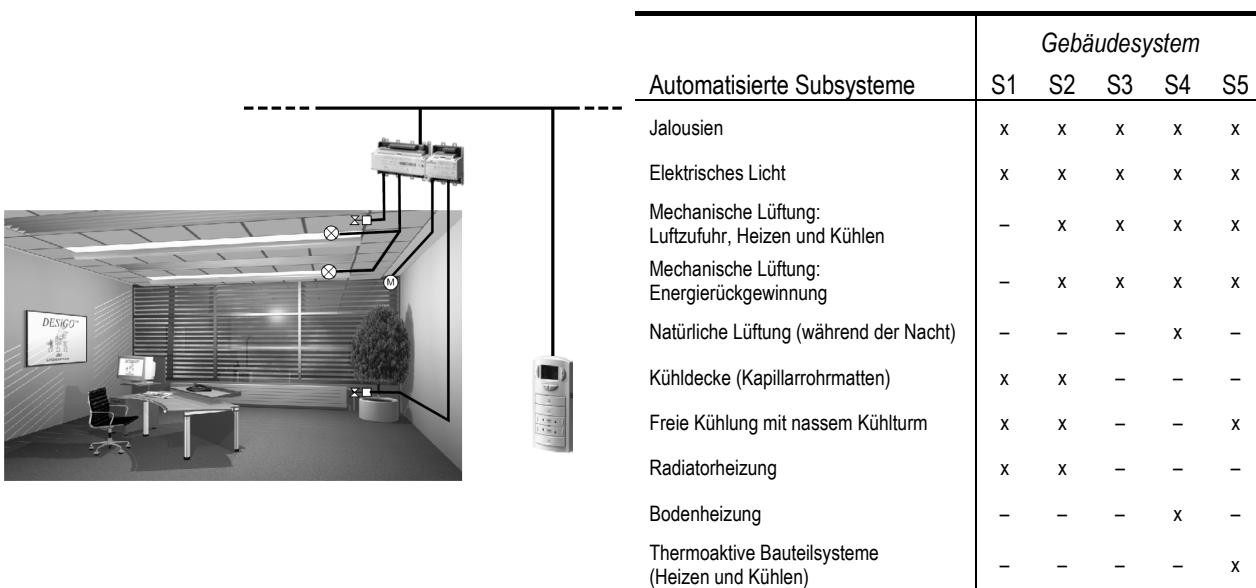 Gebäudesystem
Automatisierte Subsysteme S1 S2 S3 S4 S5
Jalousien x x x x x
Elektrisches Licht x x x x x
Mechanische Lüftung:
Luftzufuhr, Heizen und Kühlen – x x x x
Mechanische Lüftung:
Energierückgewinnung – x x x x
Natürliche Lüftung (während der Nacht) – – – x –
Kühldecke (Kapillarrohrmatten) x x – – –
Freie Kühlung mit nassem Kühlturm x x – – x
Radiatorheizung x x – – –
Bodenheizung – – – x –
Thermoaktive Bauteilsysteme
(Heizen und Kühlen) – – – – x
M
DESIGO